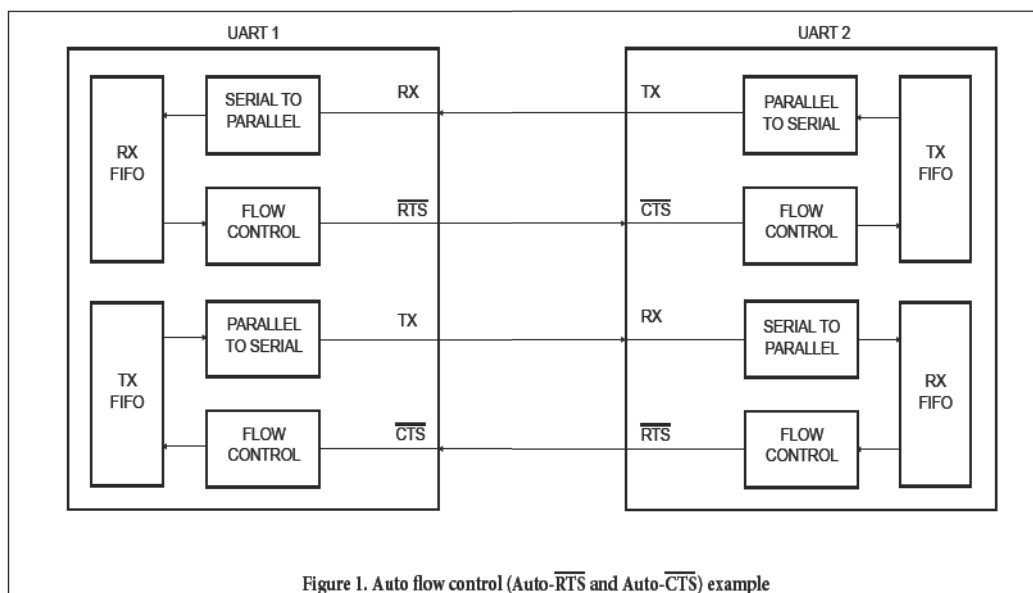 UART 1
UART 2
RX FIFO
SERIAL TO PARALLEL
RX
TX
PARALLEL TO SERIAL
TX FIFO
FLOW CONTROL
RTS
CTS
FLOW CONTROL
TX FIFO
PARALLEL TO SERIAL
TX
RX
SERIAL TO PARALLEL
RX FIFO
FLOW CONTROL
CTS
RTS
FLOW CONTROL
Figure 1. Auto flow control (Auto-RTS and Auto-CTS) example